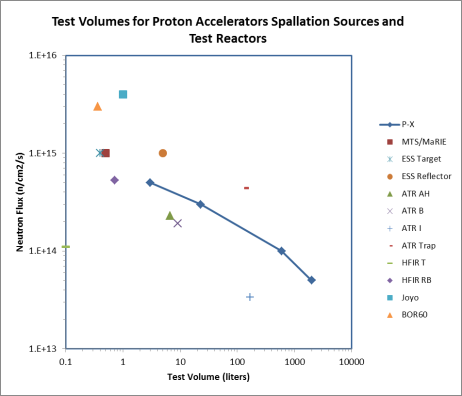 Test Volumes for Proton Accelerators Spallation Sources and
Test Reactors
1.E+16
1.E+15
1.E+14
1.E+13
Neutron Flux (n/cm2/s)
0.1 1 10 100 1000 10000
Test Volume (liters)
P-X
MTS/MaRIE
ESS Target
ESS Reflector
ATR AH
ATR B
ATR I
ATR Trap
HFIR T
HFIR RB
Joyo
BOR60